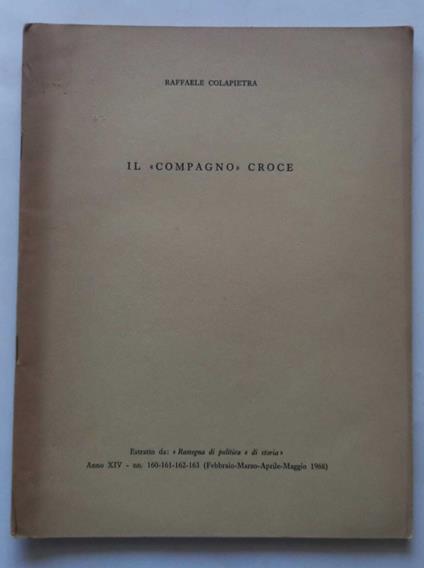 RAFFAELE COLAPIETRA
IL «COMPAGNO» CROCE
Estratto da: «Rassegna di politica e di storia»
Anno XIV - nn. 160-161-162-163 (Febbraio-Marzo-Aprile-Maggio 1968)